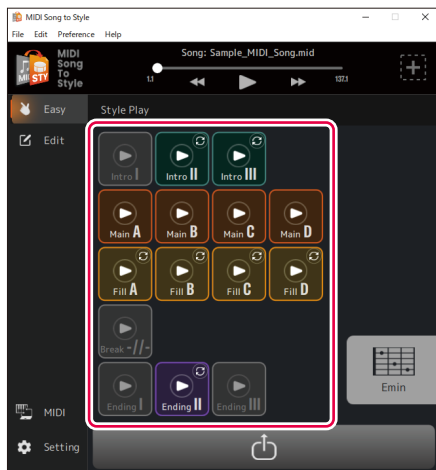 MIDI Song to Style
File Edit Preference Help
MIDI Song To Style
MI STY
Song: Sample_MIDI_Song.mid
1.1
137.1
Easy
Style Play
Edit
Intro I
Intro II
Intro III
Main A
Main B
Main C
Main D
Fill A
Fill B
Fill C
Fill D
Break -//-
Ending I
Ending II
Ending III
Emin
MIDI
Setting